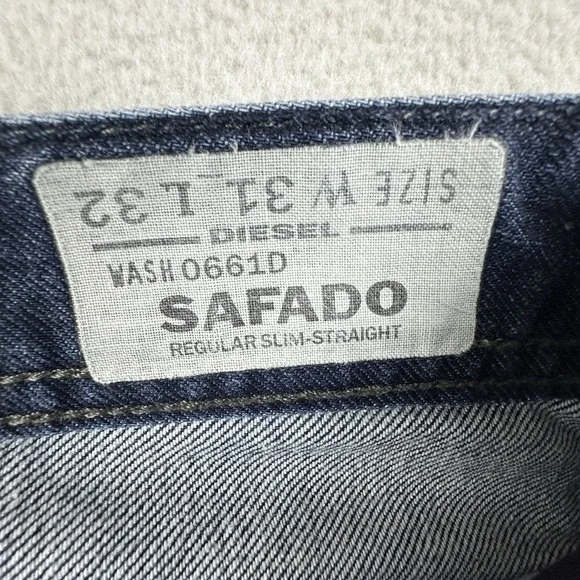 SIZE W 31 L 32
DIESEL
WASH 0661D
SAFADO
REGULAR SLIM-STRAIGHT